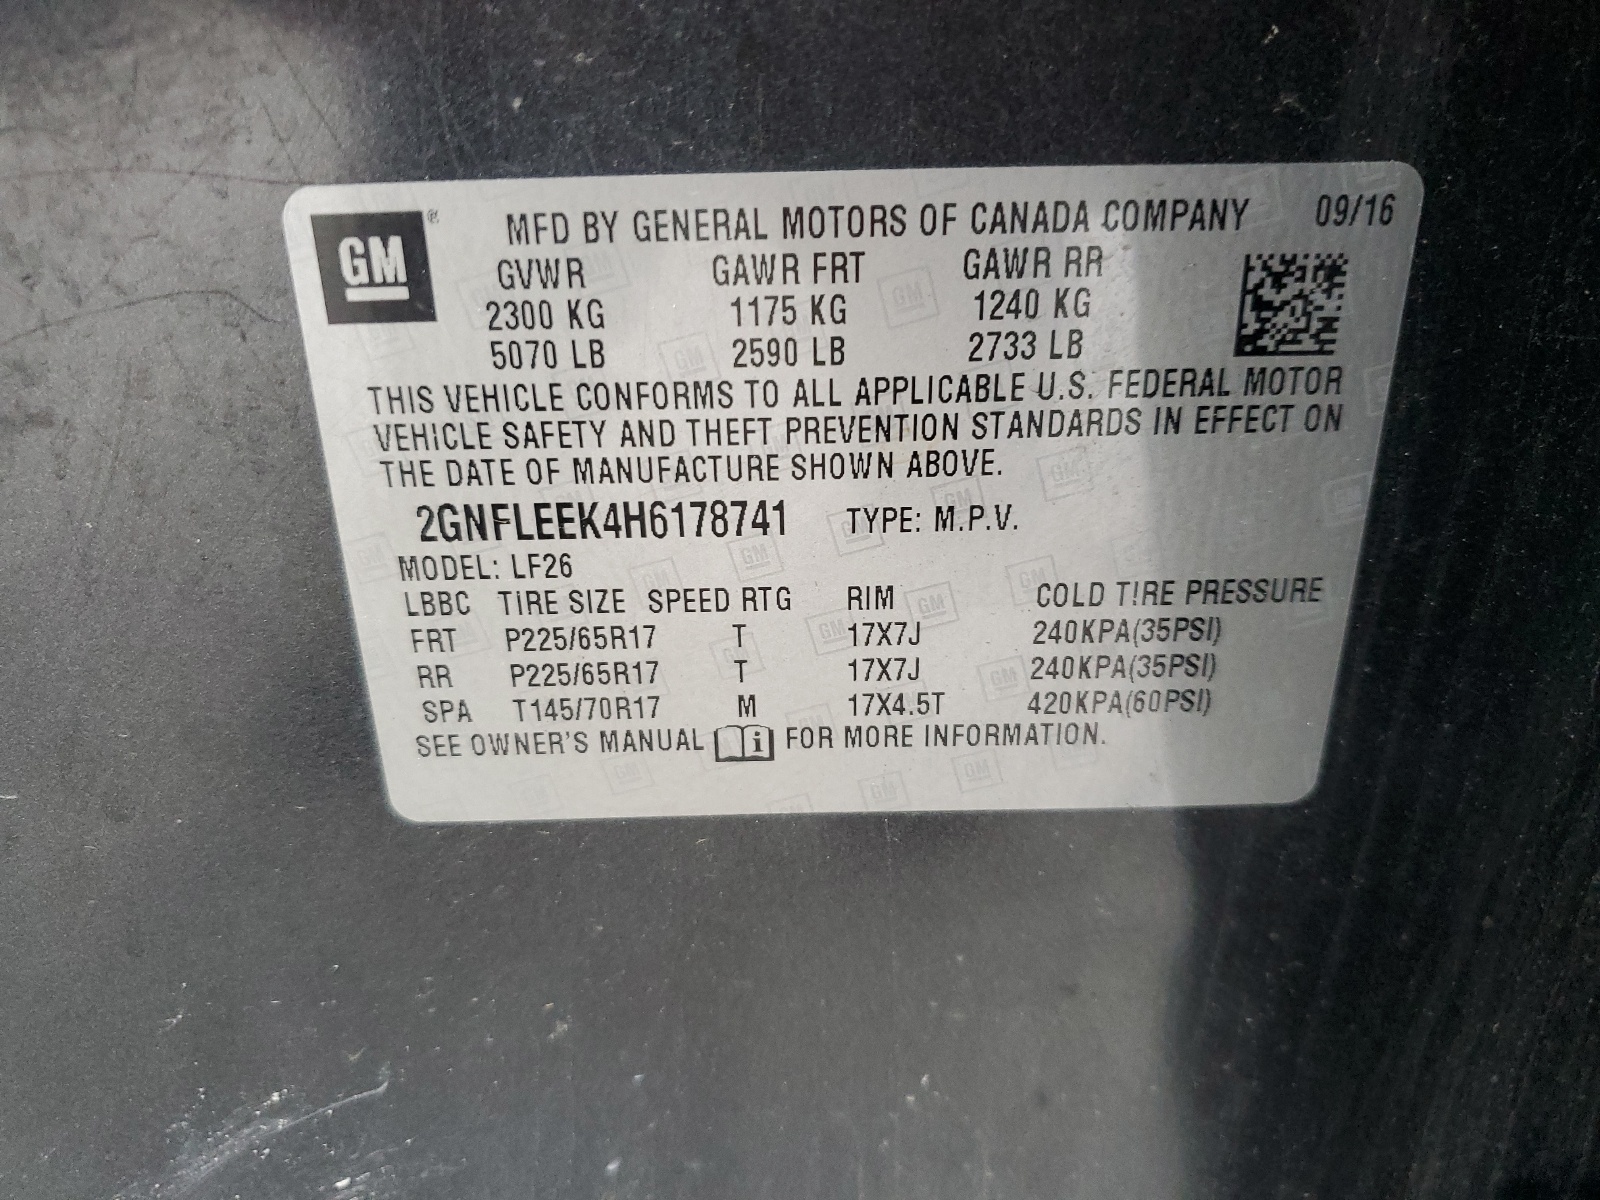 GM ® MFD BY GENERAL MOTORS OF CANADA COMPANY 09/16
GVWR GAWR FRT GAWR RR
2300 KG 1175 KG 1240 KG
5070 LB 2590 LB 2733 LB
THIS VEHICLE CONFORMS TO ALL APPLICABLE U.S. FEDERAL MOTOR
VEHICLE SAFETY AND THEFT PREVENTION STANDARDS IN EFFECT ON
THE DATE OF MANUFACTURE SHOWN ABOVE.
2GNFLEEK4H6178741 TYPE: M.P.V.
MODEL: LF26
LBBC TIRE SIZE SPEED RTG RIM COLD TIRE PRESSURE
FRT P225/65R17 T 17X7J 240KPA(35PSI)
RR P225/65R17 T 17X7J 240KPA(35PSI)
SPA T145/70R17 M 17X4.5T 420KPA(60PSI)
SEE OWNER'S MANUAL i FOR MORE INFORMATION.